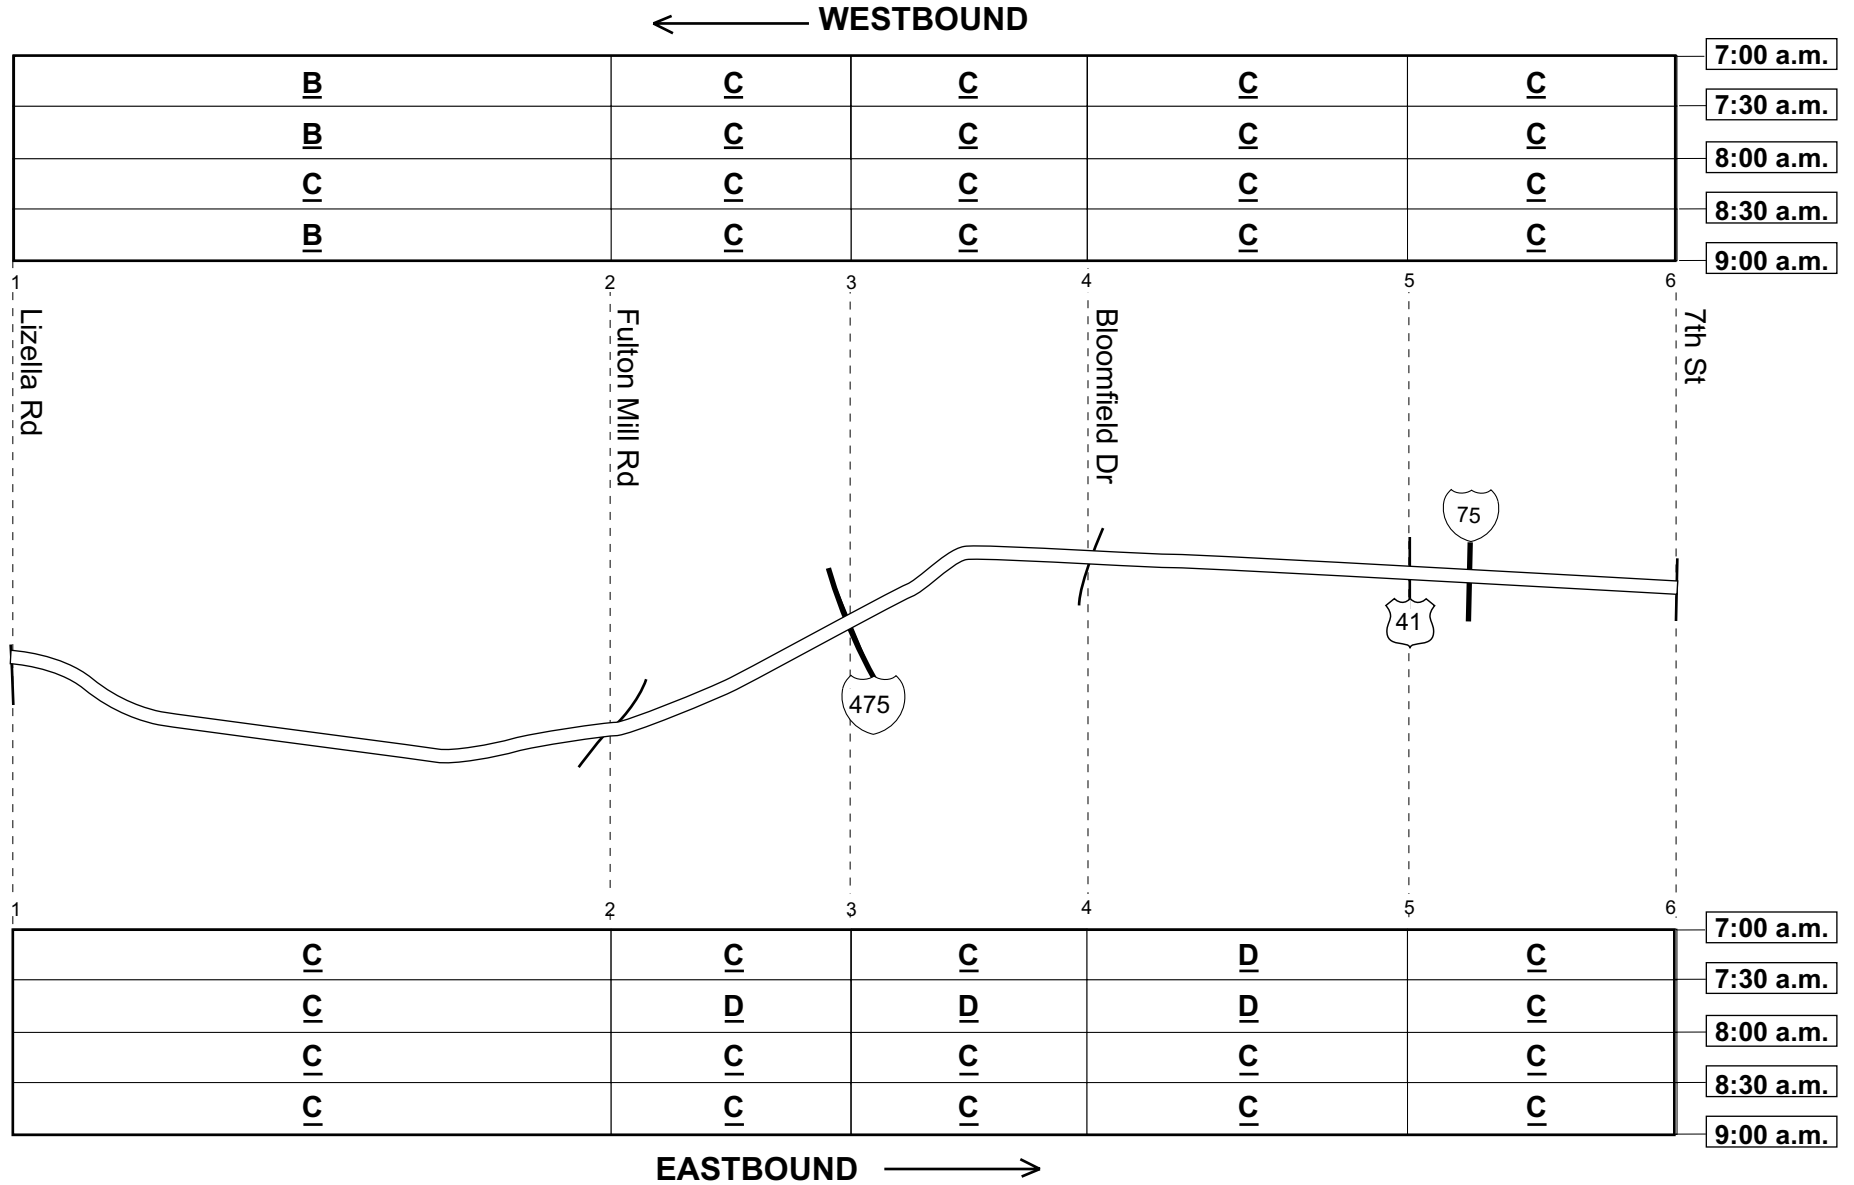 WESTBOUND
7:00 a.m.
B C C C C
7:30 a.m.
B C C C C
8:00 a.m.
C C C C C
8:30 a.m.
B C C C C
9:00 a.m.
1 2 3 4 5 6
Lizella Rd
Fulton Mill Rd
Bloomfield Dr
7th St
75
41
475
1 2 3 4 5 6
7:00 a.m.
C C C D C
7:30 a.m.
C D D D C
8:00 a.m.
C C C C C
8:30 a.m.
C C C C C
9:00 a.m.
EASTBOUND